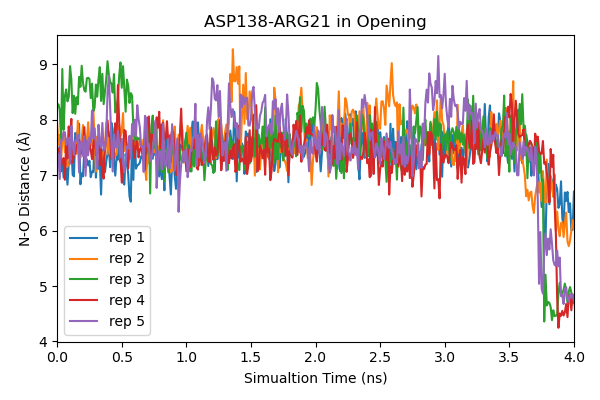 ASP138-ARG21 in Opening
N-O Distance (Å)
9
8
7
6
5
4
rep 1
rep 2
rep 3
rep 4
rep 5
0.0 0.5 1.0 1.5 2.0 2.5 3.0 3.5 4.0
Simualtion Time (ns)